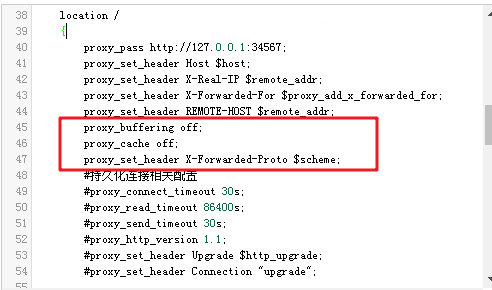 38 location /
39 {
40 proxy_pass http://127.0.0.1:34567;
41 proxy_set_header Host $host;
42 proxy_set_header X-Real-IP $remote_addr;
43 proxy_set_header X-Forwarded-For $proxy_add_x_forwarded_for;
44 proxy_set_header REMOTE-HOST $remote_addr;
45 proxy_buffering off;
46 proxy_cache off;
47 proxy_set_header X-Forwarded-Proto $scheme;
48 #持久化连接相关配置
49 #proxy_connect_timeout 30s;
50 #proxy_read_timeout 86400s;
51 #proxy_send_timeout 30s;
52 #proxy_http_version 1.1;
53 #proxy_set_header Upgrade $http_upgrade;
54 #proxy_set_header Connection "upgrade";
55